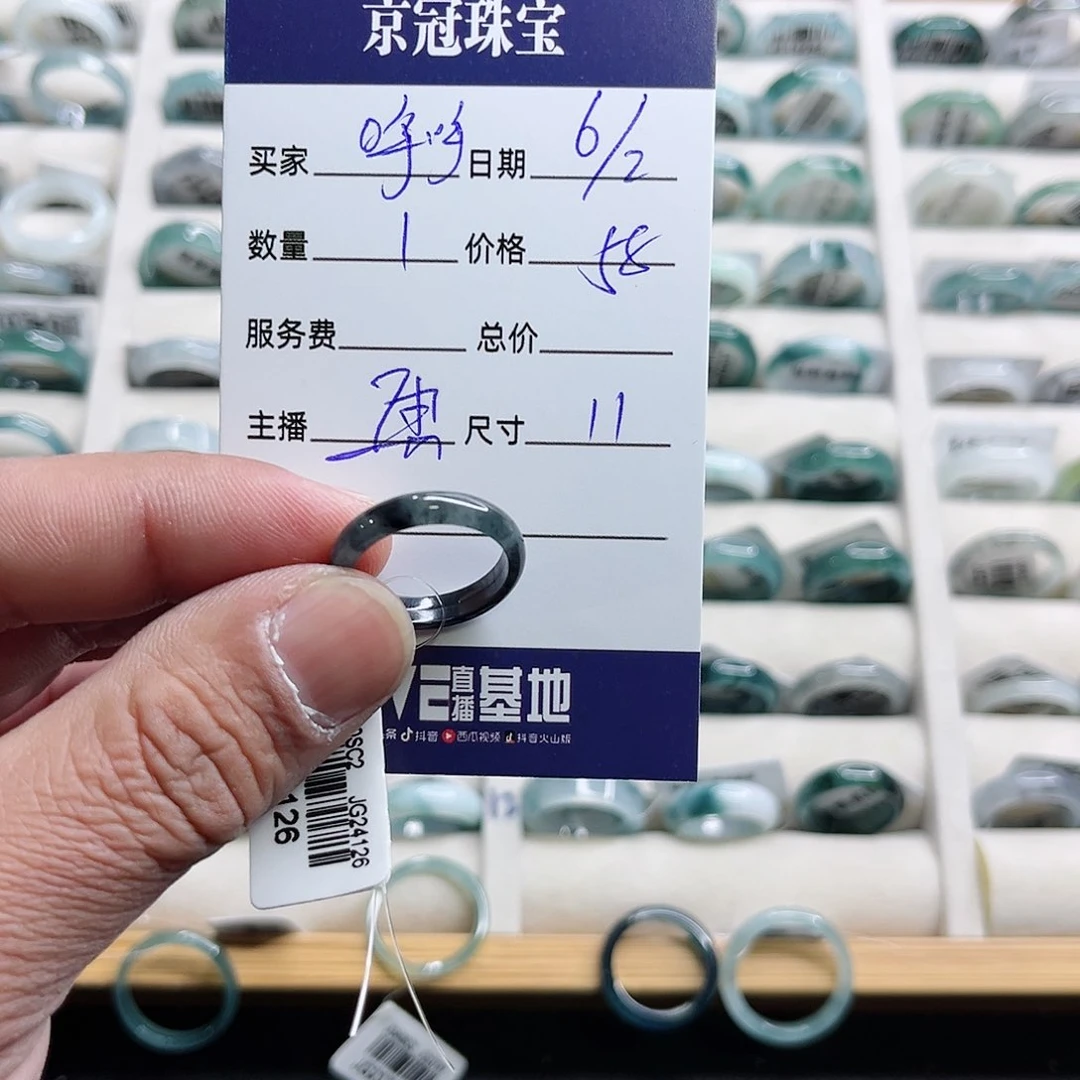 京冠珠宝
买家 日期 6/2
数量 1 价格 58
服务费 总价
主播 尺寸 11
直播基地
抖音 西瓜视频 抖音火山版
JG24126
126